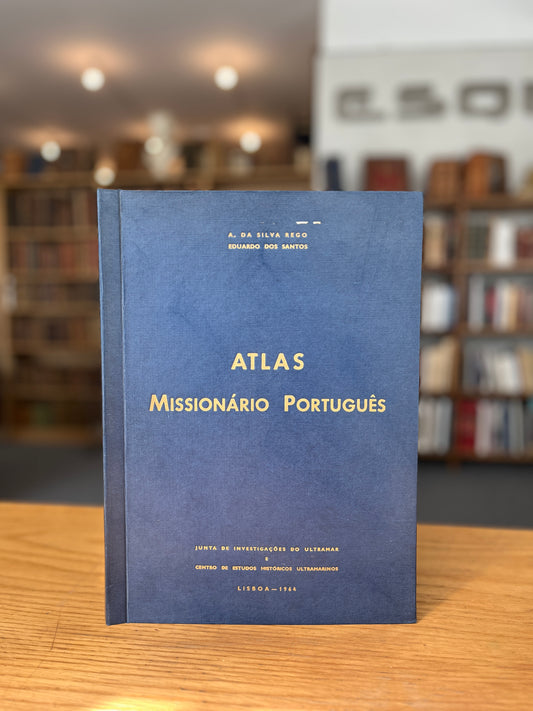 A. DA SILVA REGO
EDUARDO DOS SANTOS
ATLAS
MISSIONÁRIO PORTUGUÊS
JUNTA DE INVESTIGAÇÕES DO ULTRAMAR
E
CENTRO DE ESTUDOS HISTÓRICOS ULTRAMARINOS
LISBOA — 1964